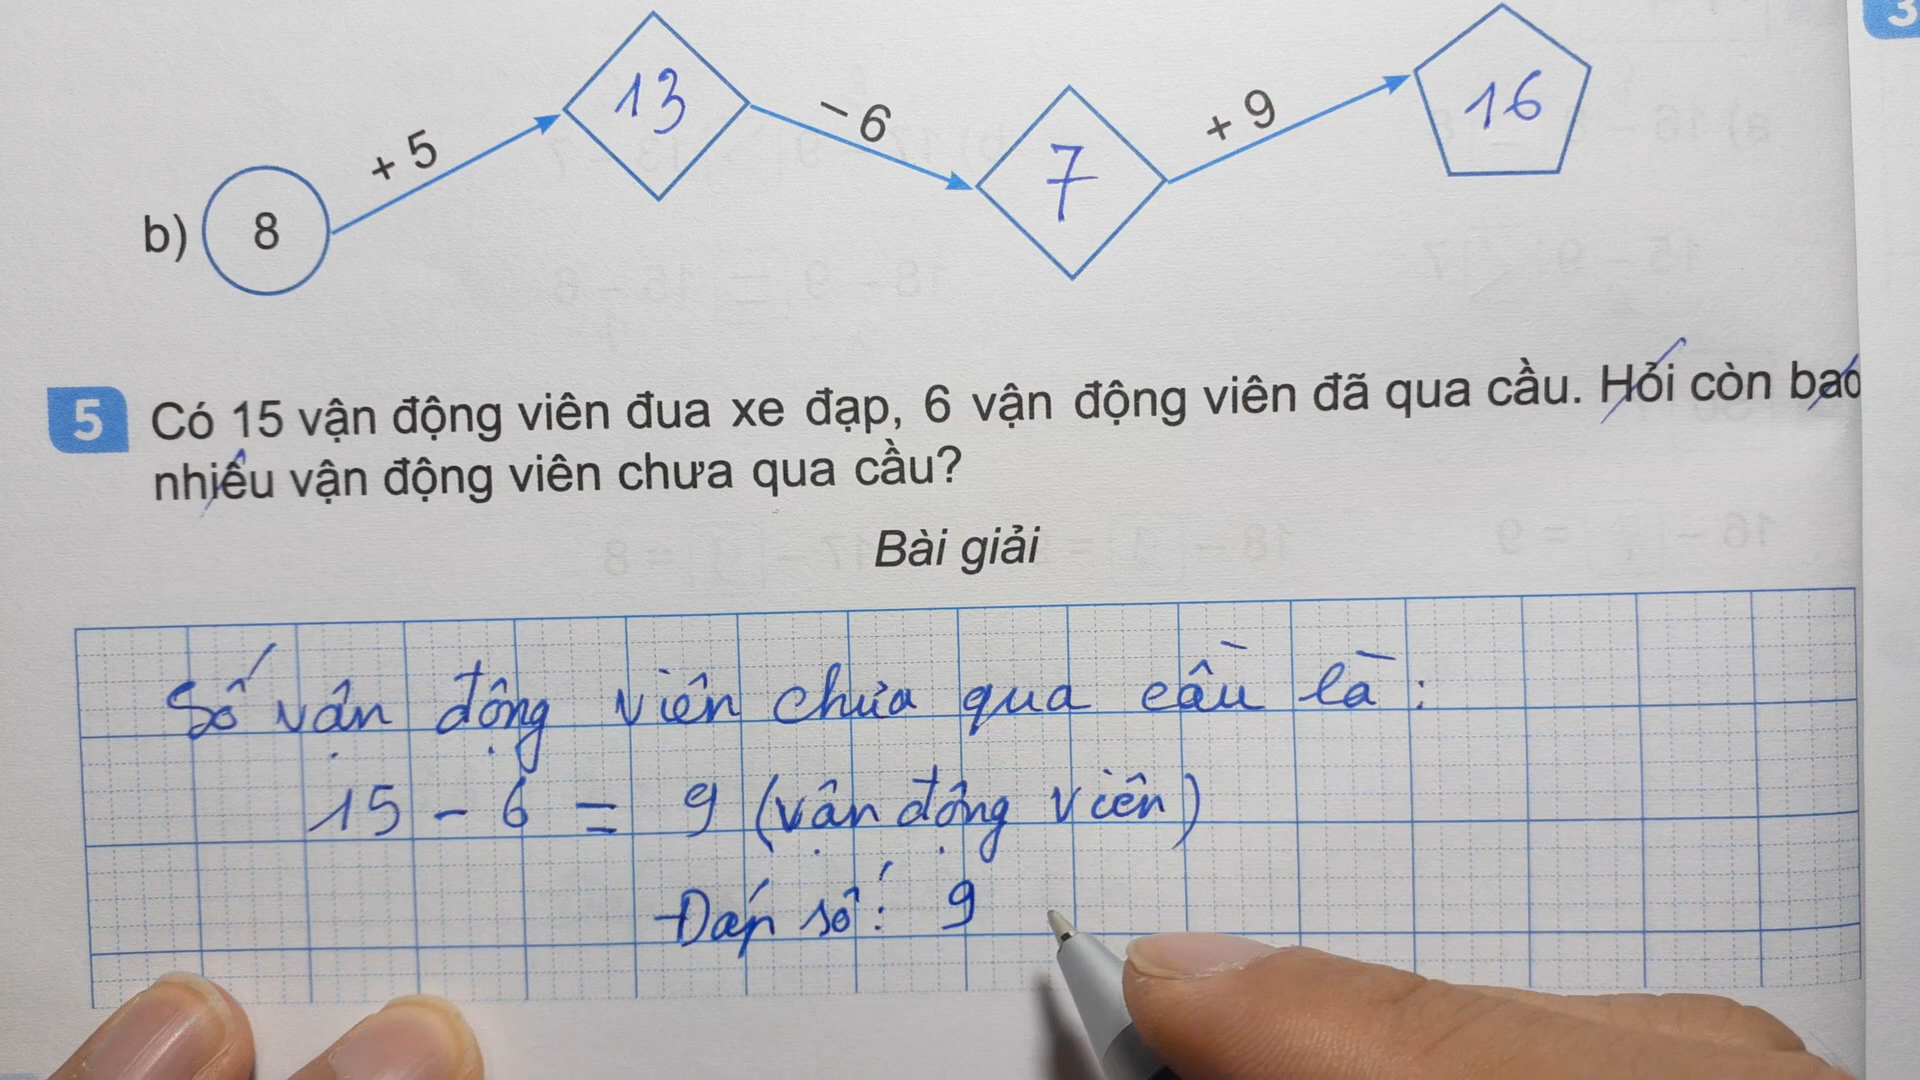 3
13
16
+ 5
- 6
+ 9
7
b) 8
5 Có 15 vận động viên đua xe đạp, 6 vận động viên đã qua cầu. Hỏi còn bao
nhiêu vận động viên chưa qua cầu?
Bài giải
Số vận động viên chưa qua cầu là:
15 - 6 = 9 (vận động viên)
Đáp số: 9